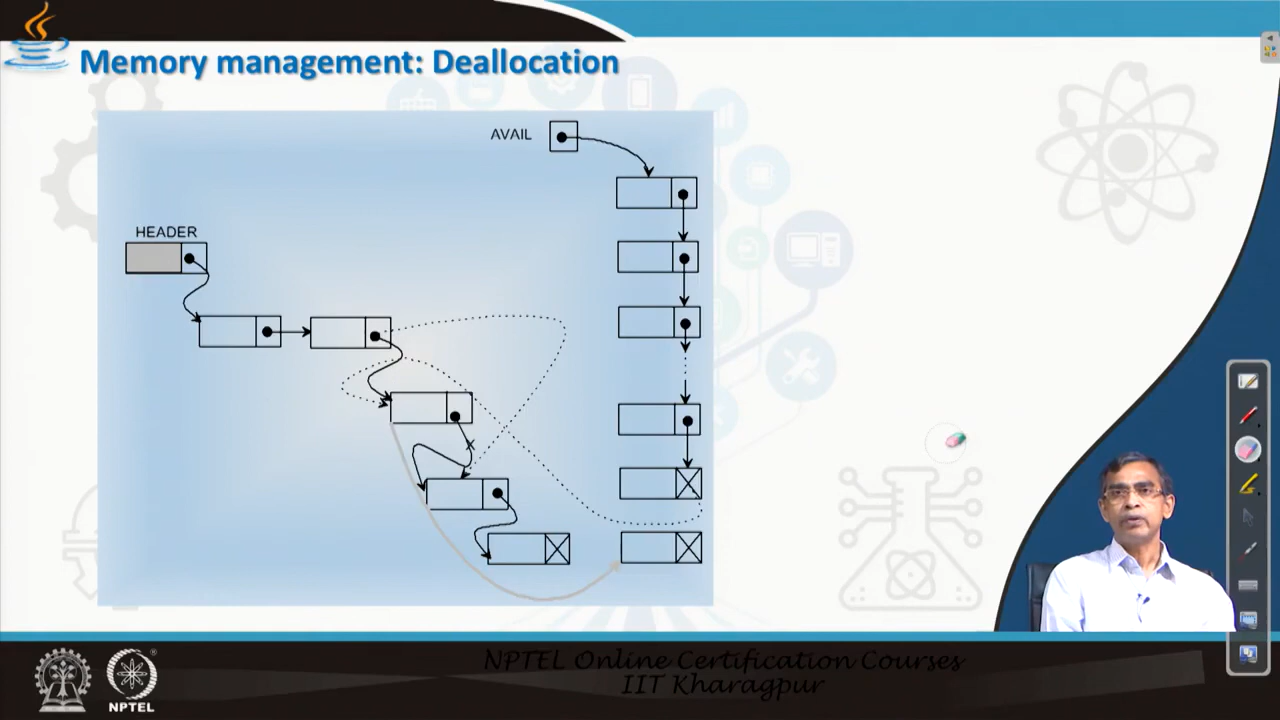 Memory management: Deallocation
AVAIL
HEADER
NPTEL Online Certification Courses
IIT Kharagpur
NPTEL